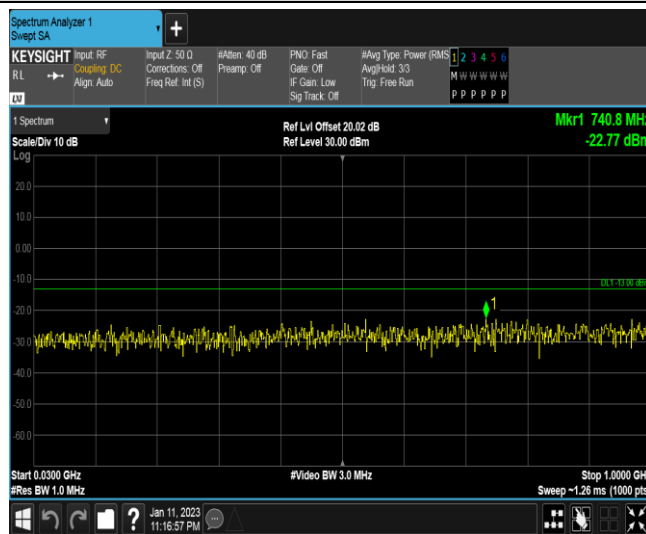 Spectrum Analyzer 1
Swept SA
+
KEYSIGHT Input: RF Input Z: 50 Ω #Atten: 40 dB PNO: Fast #Avg Type: Power (RMS 1 2 3 4 5 6
RL Coupling: DC Corrections: Off Preamp: Off Gate: Off Avg|Hold: 3/3 M W W W W W
Align: Auto Freq Ref: Int (S) IF Gain: Low Trig: Free Run
LXI Sig Track: Off P P P P P P
1 Spectrum Ref Lvl Offset 20.02 dB Mkr1 740.8 MHz
Scale/Div 10 dB Ref Level 30.00 dBm -22.77 dBm
Log
20.0
10.0
0.00
-10.0 DL1 -13.00 dBm
-20.0 1
-30.0
-40.0
-50.0
-60.0
Start 0.0300 GHz #Video BW 3.0 MHz Stop 1.0000 GH
#Res BW 1.0 MHz Sweep ~1.26 ms (1000 pts
? Jan 11, 2023
11:16:57 PM